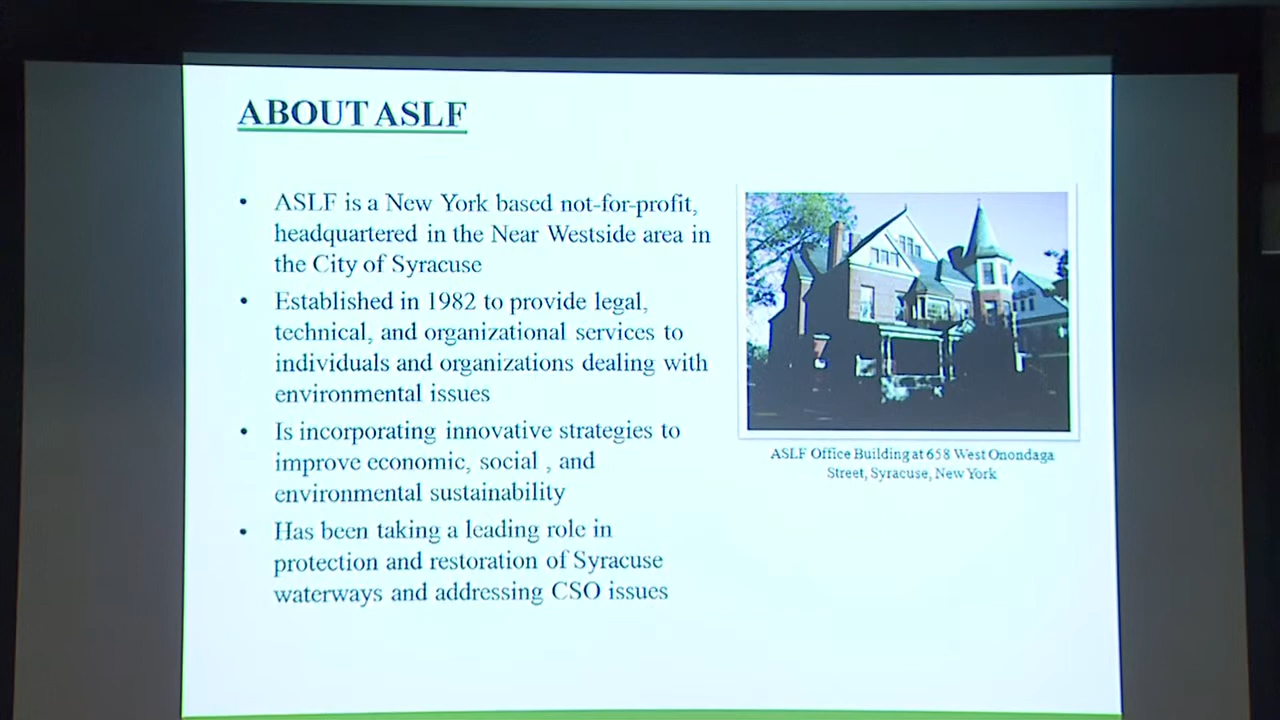 ABOUT ASLF
• ASLF is a New York based not-for-profit,
headquartered in the Near Westside area in
the City of Syracuse
• Established in 1982 to provide legal,
technical, and organizational services to
individuals and organizations dealing with
environmental issues
• Is incorporating innovative strategies to
improve economic, social , and
environmental sustainability
• Has been taking a leading role in
protection and restoration of Syracuse
waterways and addressing CSO issues
ASLF Office Building at 658 West Onondaga
Street, Syracuse, New York